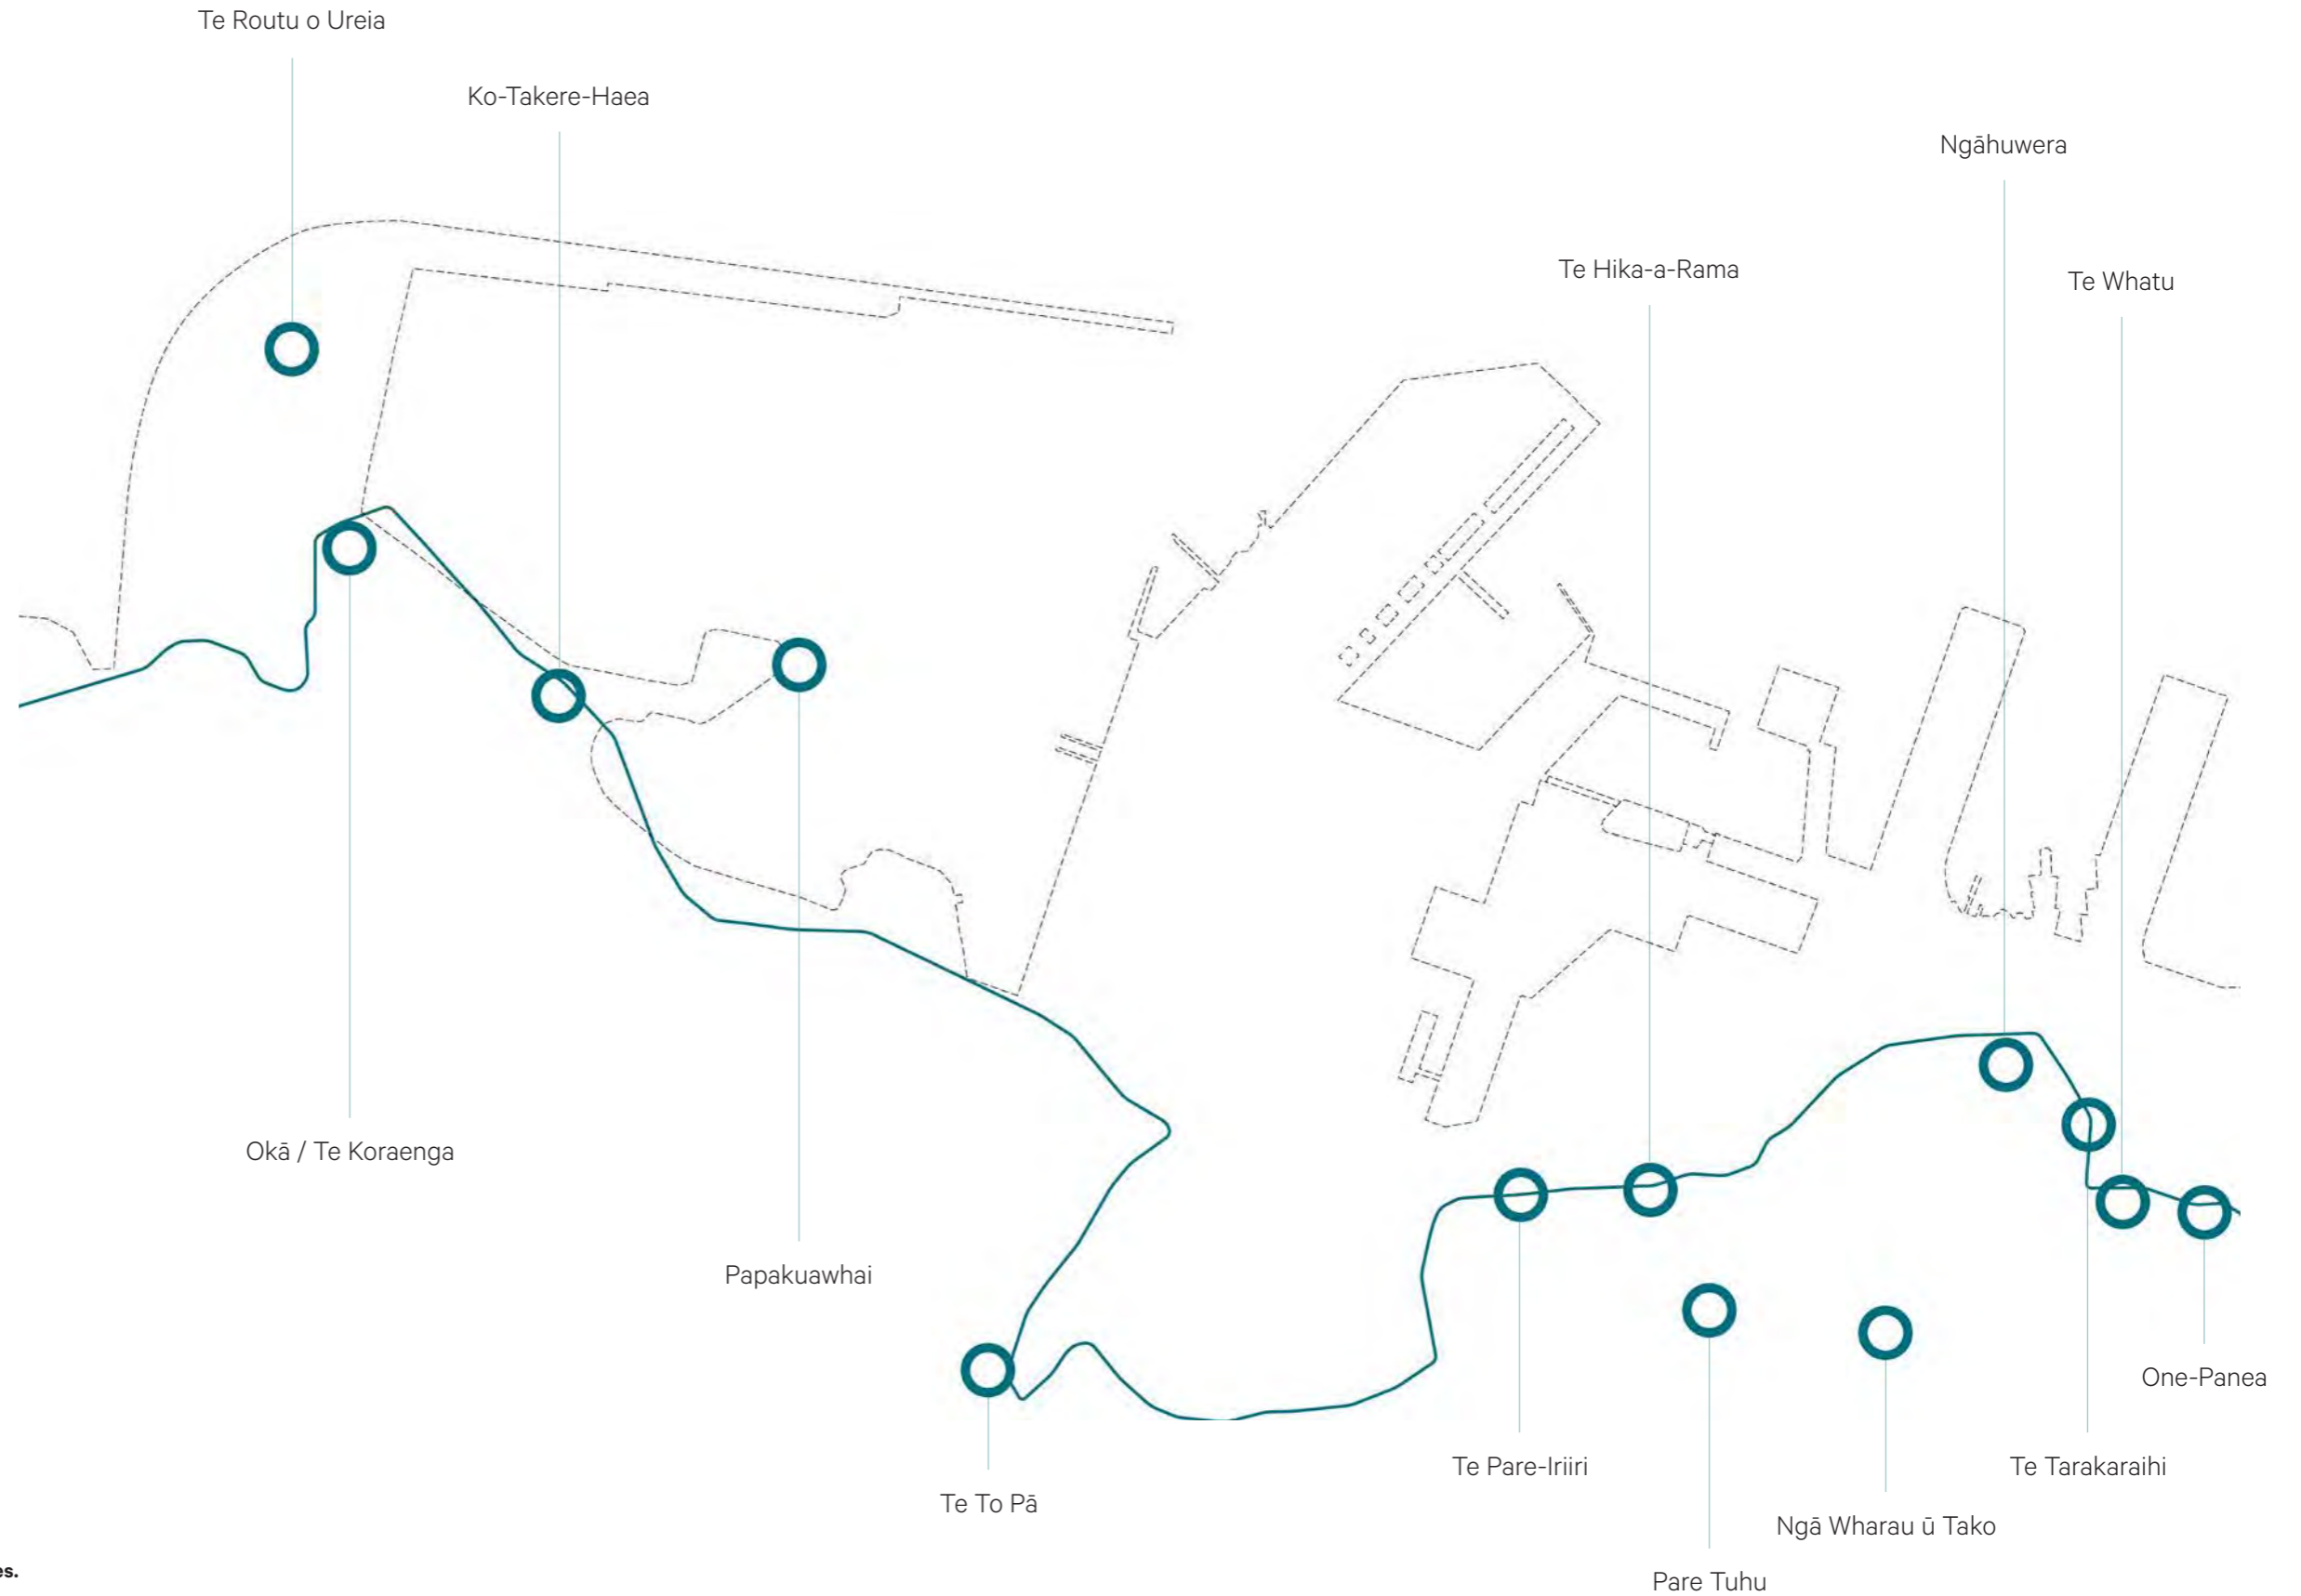 Te Routu o Ureia
Ko-Takere-Haea
Ngāhuwera
Te Hika-a-Rama
Te Whatu
Okā / Te Koraenga
Papakuawhai
One-Panea
Te Pare-Iriiri
Te Tarakaraihi
Te To Pā
Ngā Wharau ū Tako
es.
Pare Tuhu